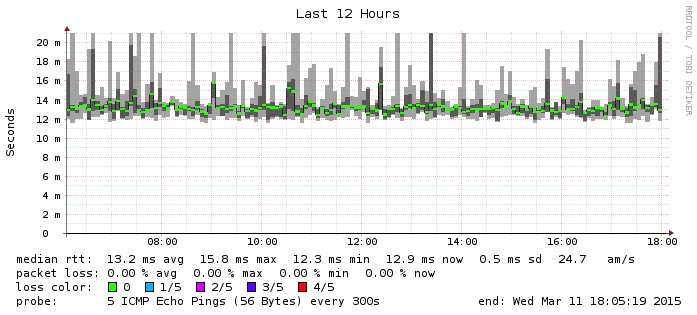 Last 12 Hours
RRDTOOL / TOBI OETIKER
Seconds
20 m
18 m
16 m
14 m
12 m
10 m
8 m
6 m
4 m
2 m
0
08:00 10:00 12:00 14:00 16:00 18:00
median rtt: 13.2 ms avg 15.8 ms max 12.3 ms min 12.9 ms now 0.5 ms sd 24.7 am/s
packet loss: 0.00 % avg 0.00 % max 0.00 % min 0.00 % now
loss color: 0 1/5 2/5 3/5 4/5
probe: 5 ICMP Echo Pings (56 Bytes) every 300s end: Wed Mar 11 18:05:19 2015